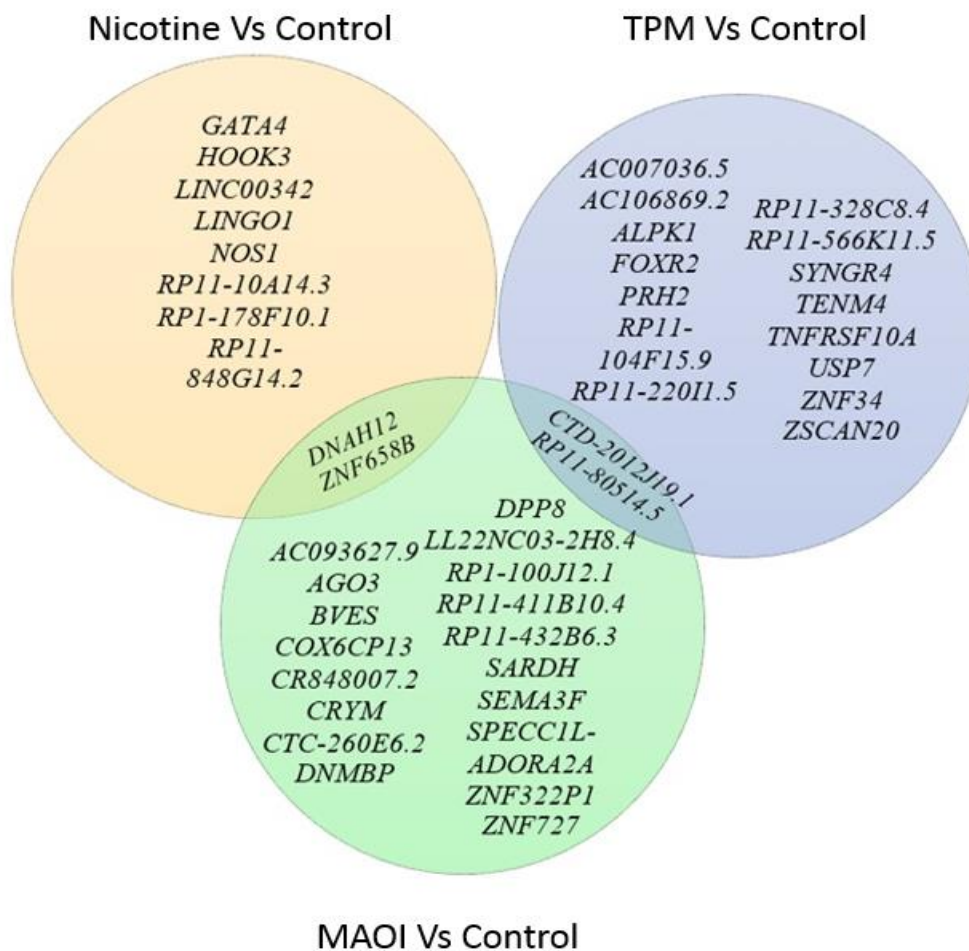 Nicotine Vs Control
TPM Vs Control
GATA4
HOOK3
LINC00342
LINGO1
NOS1
RP11-10A14.3
RP1-178F10.1
RP11-
848G14.2
AC007036.5
AC106869.2
ALPK1
FOXR2
PRH2
RP11-
104F15.9
RP11-220I1.5
RP11-328C8.4
RP11-566K11.5
SYNGR4
TENM4
TNFRSF10A
USP7
ZNF34
ZSCAN20
DNAH12
ZNF658B
CTD-2012J19.1
RP11-80514.5
AC093627.9
AGO3
BVES
COX6CP13
CR848007.2
CRYM
CTC-260E6.2
DNMBP
DPP8
LL22NC03-2H8.4
RP1-100J12.1
RP11-411B10.4
RP11-432B6.3
SARDH
SEMA3F
SPECC1L-
ADORA2A
ZNF322P1
ZNF727
MAOI Vs Control